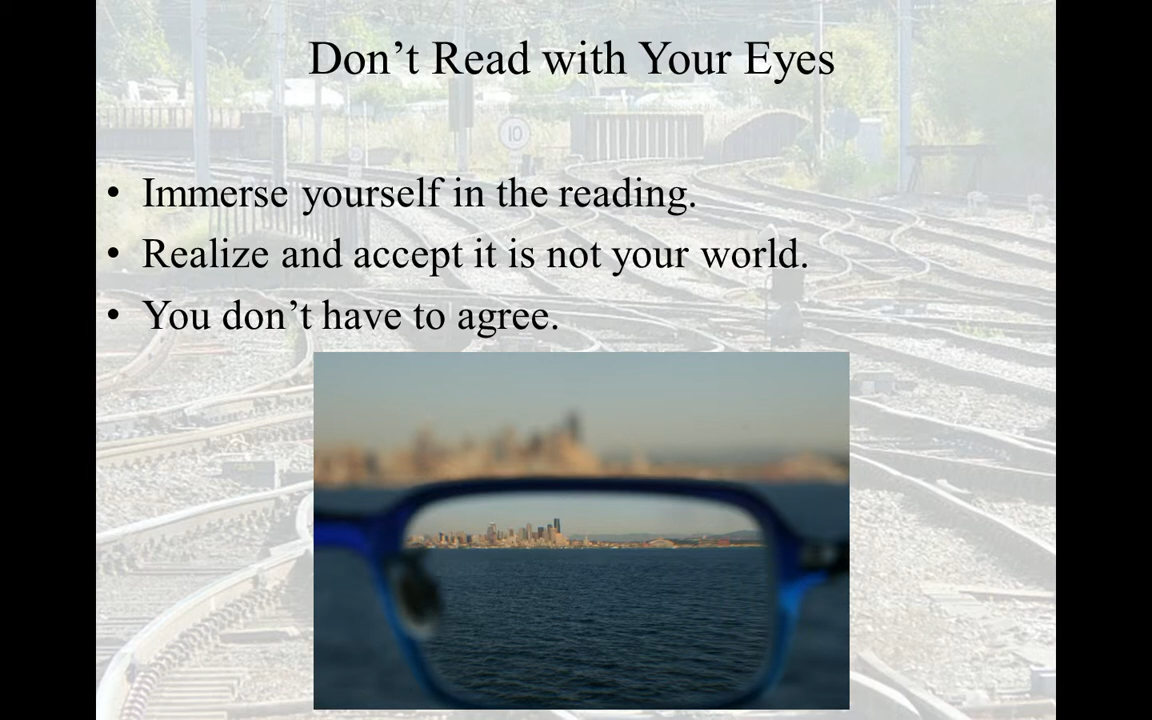 Don’t Read with Your Eyes
10
• Immerse yourself in the reading.
• Realize and accept it is not your world.
• You don’t have to agree.